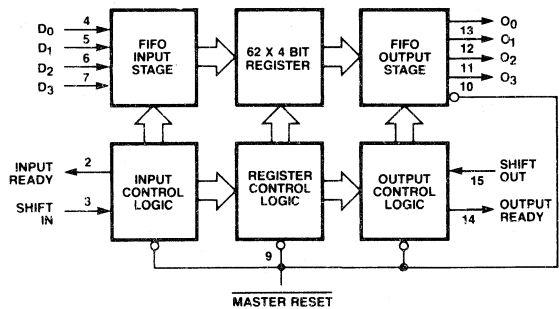 4
D0
5
D1
6
D2
7
D3
FIFO
INPUT
STAGE
62 X 4 BIT
REGISTER
FIFO
OUTPUT
STAGE
O0
13
O1
12
O2
11
O3
10
INPUT
READY
2
SHIFT
IN
3
INPUT
CONTROL
LOGIC
REGISTER
CONTROL
LOGIC
OUTPUT
CONTROL
LOGIC
SHIFT
OUT
15
OUTPUT
READY
14
9
MASTER RESET